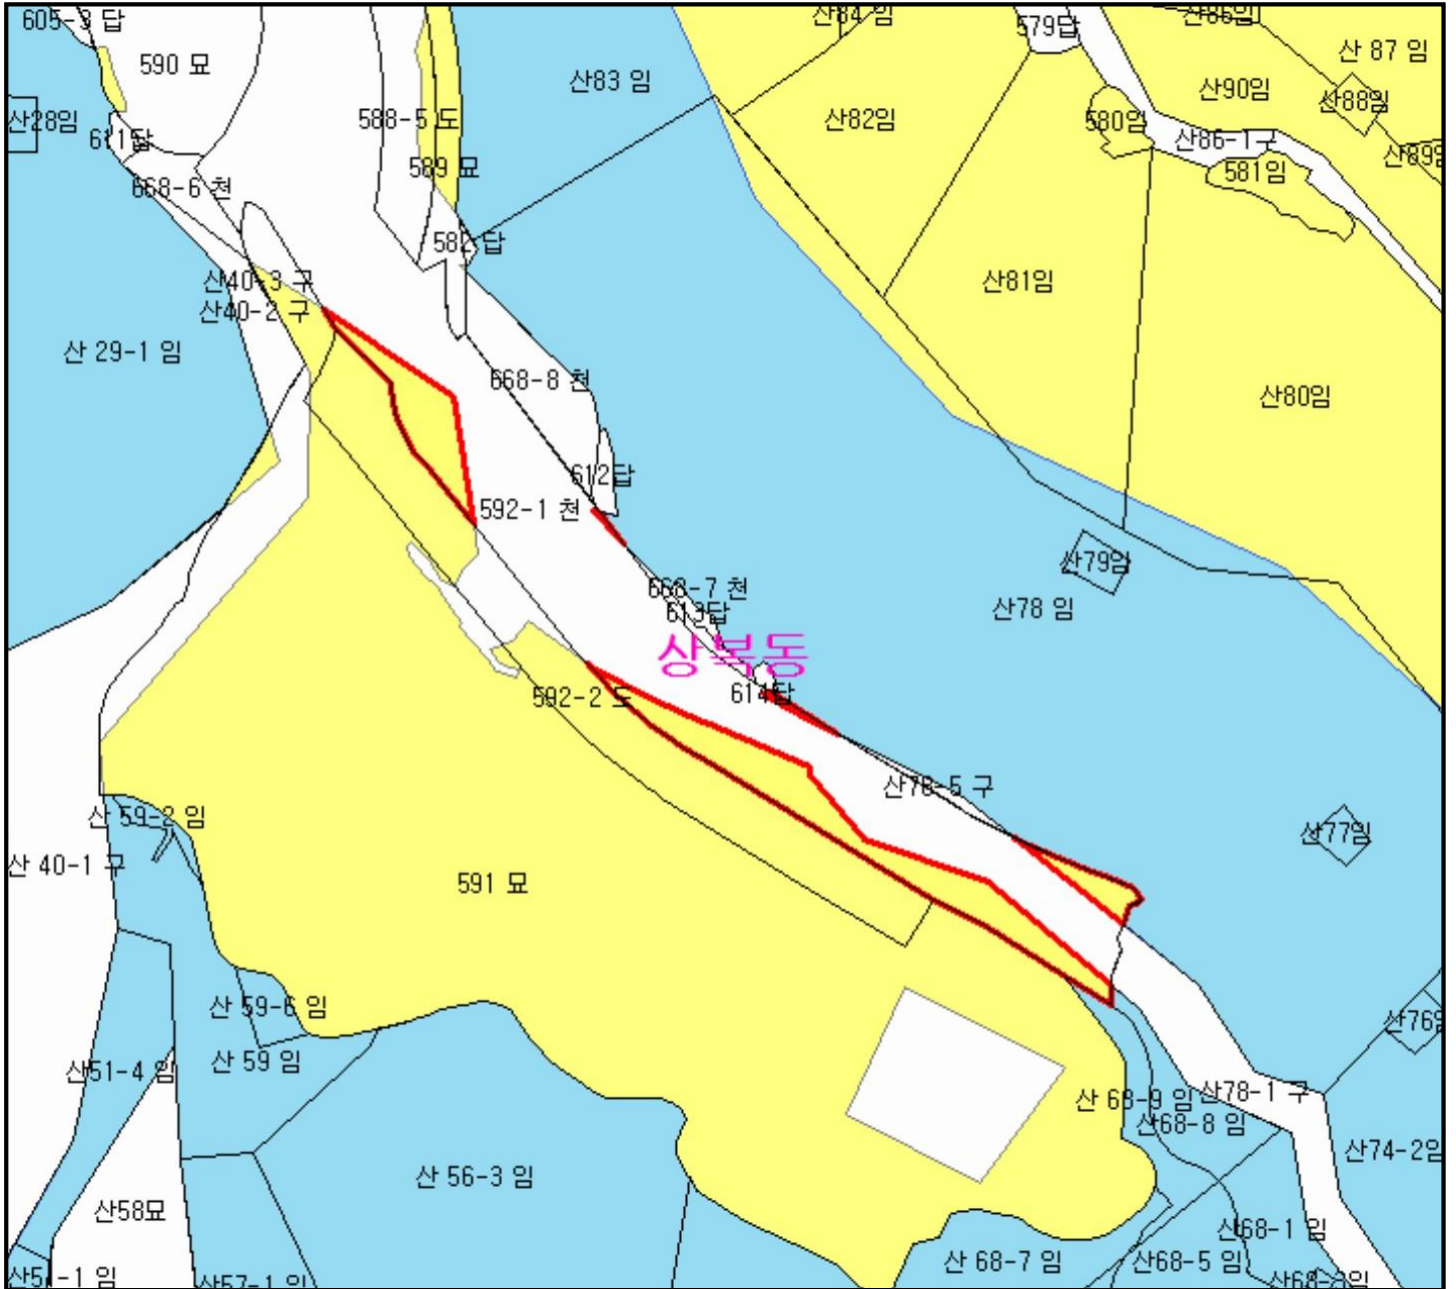 605-3 답
산84 임
579답
산86임
590 묘
산83 임
산 87 임
산90임
산88임
산28임
611답
588-5 도
산82임
580임
산86-1구
589 묘
581임
668-6 천
582 답
산40-3 구
산81임
산40-2 구
산 29-1 임
668-8 천
산80임
612답
592-1 천
산79임
668-7 천
613답
산78 임
상복동
592-2 도
614답
산78-5 구
산 59-2 임
산77임
산 40-1 구
591 묘
산 59-6 임
산 59 임
산51-4 임
산 68-9 임
산78-1 구
산68-8 임
산74-2임
산 56-3 임
산58묘
산68-1 임
산 68-7 임
산68-5 임
산57-1 임